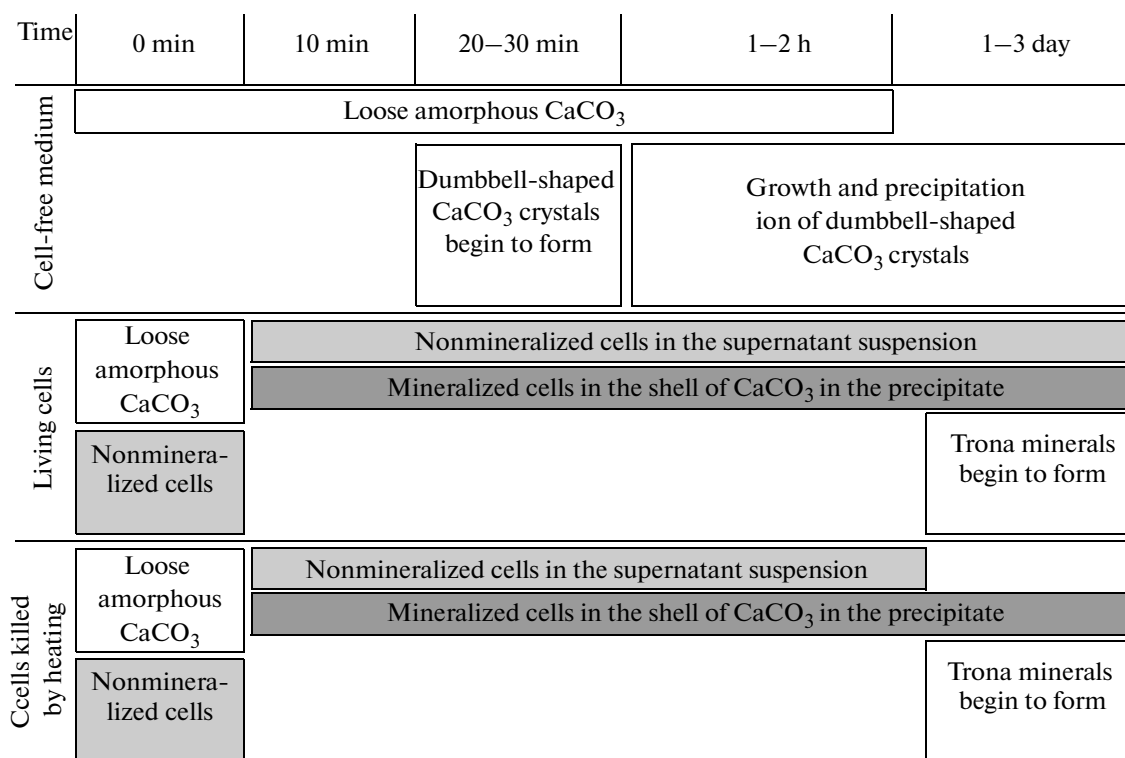 Time
0 min
10 min
20–30 min
1–2 h
1–3 day
Cell-free medium
Loose amorphous CaCO3
Dumbbell-shaped
CaCO3 crystals
begin to form
Growth and precipitation
ion of dumbbell-shaped
CaCO3 crystals
Living cells
Loose
amorphous
CaCO3
Nonmineralized cells in the supernatant suspension
Mineralized cells in the shell of CaCO3 in the precipitate
Nonminera-
lized cells
Trona minerals
begin to form
Ccells killed
by heating
Loose
amorphous
CaCO3
Nonmineralized cells in the supernatant suspension
Mineralized cells in the shell of CaCO3 in the precipitate
Nonminera-
lized cells
Trona minerals
begin to form